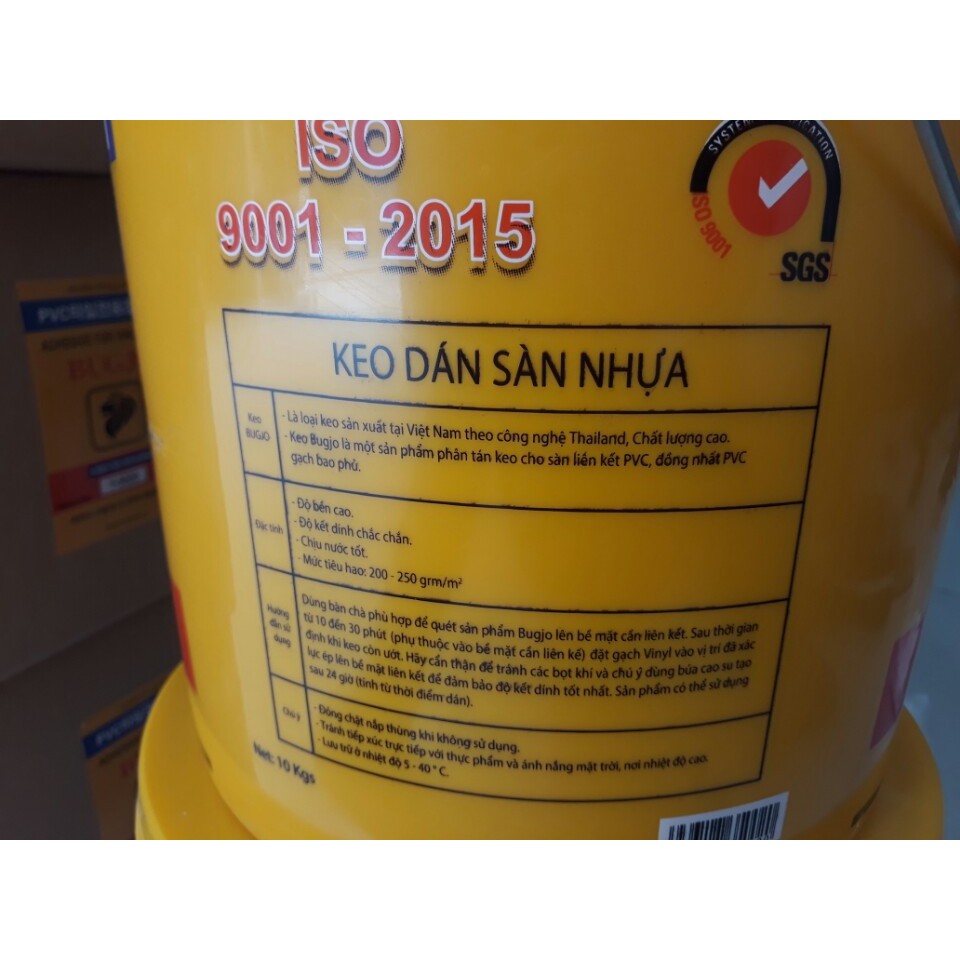 ISO
9001 - 2015
SYSTEM CERTIFICATION
ISO 9001
SGS
KEO DÁN SÀN NHỰA
Keo BUGJO
- Là loại keo sản xuất tại Việt Nam theo công nghệ Thailand, Chất lượng cao.
- Keo Bugjo là một sản phẩm phân tán keo cho sàn liên kết PVC, đồng nhất PVC
gạch bao phủ.
Đặc tính
- Độ bền cao.
- Độ kết dính chắc chắn.
- Chịu nước tốt.
- Mức tiêu hao: 200 - 250 grm/m²
Hướng dẫn sử dụng
Dùng bàn chà phù hợp để quét sản phẩm Bugjo lên bề mặt cần liên kết. Sau thời gian
từ 10 đến 30 phút (phụ thuộc vào bề mặt cần liên kế) đặt gạch Vinyl vào vị trí đã xác
định khi keo còn ướt. Hãy cẩn thận để tránh các bọt khí và chú ý dùng búa cao su tạo
lực ép lên bề mặt liên kết để đảm bảo độ kết dính tốt nhất. Sản phẩm có thể sử dụng
sau 24 giờ (tính từ thời điểm dán).
Chú ý
- Đóng chặt nắp thùng khi không sử dụng.
- Tránh tiếp xúc trực tiếp với thực phẩm và ánh nắng mặt trời, nơi nhiệt độ cao.
- Lưu trữ ở nhiệt độ 5 - 40 ° C.
Net: 10 Kgs
PVC타일전용
ADHESIVE FOR